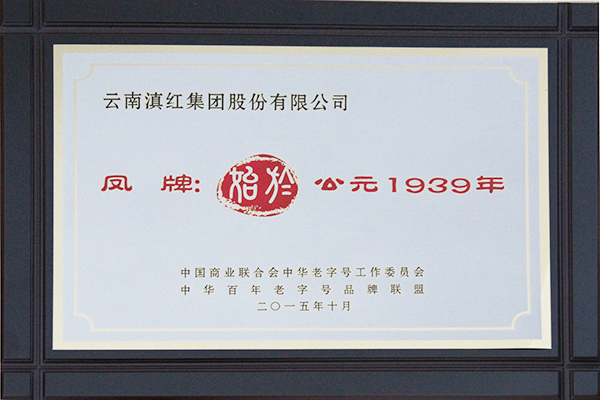 云南滇红集团股份有限公司
凤 牌: 始於 公元1939年
中国商业联合会中华老字号工作委员会
中华百年老字号品牌联盟
二〇一五年十月